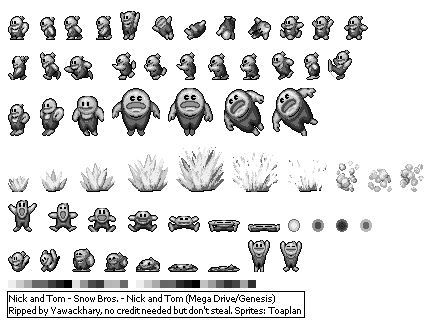 Nick and Tom - Snow Bros. - Nick and Tom (Mega Drive/Genesis)
Ripped by Yawackhary, no credit needed but don't steal. Sprites: Toaplan